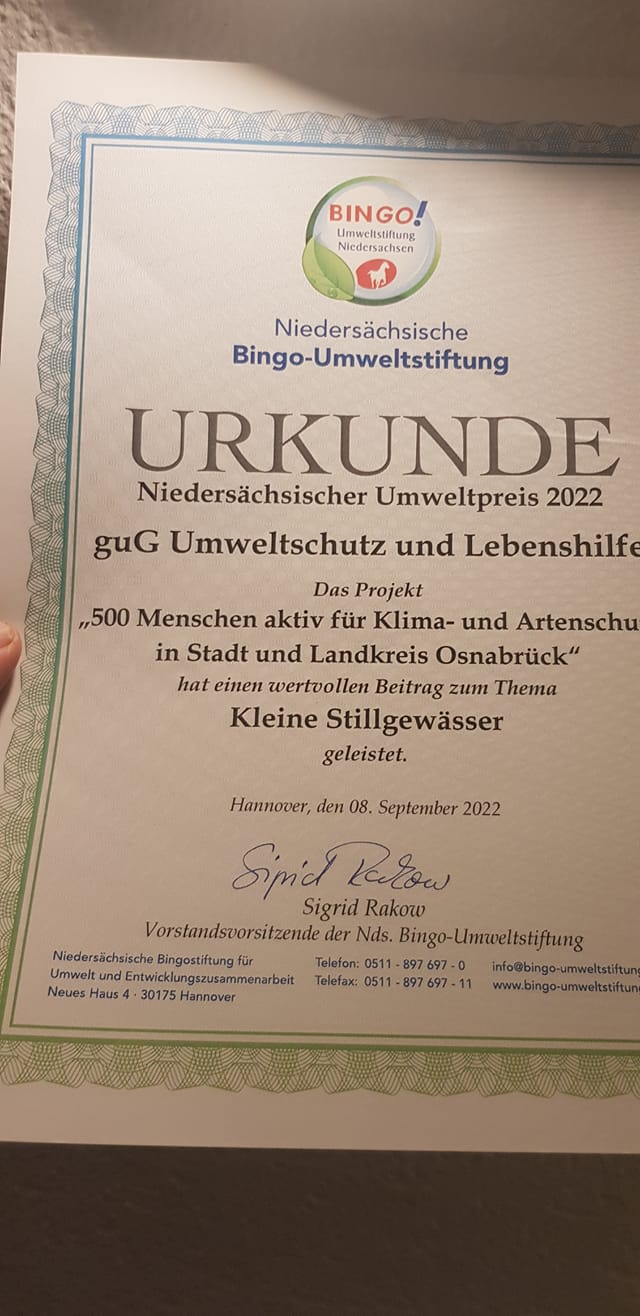 BINGO!
Umweltstiftung
Niedersachsen
Niedersächsische
Bingo-Umweltstiftung
URKUNDE
Niedersächsischer Umweltpreis 2022
guG Umweltschutz und Lebenshilfe
Das Projekt
„500 Menschen aktiv für Klima- und Artenschu
in Stadt und Landkreis Osnabrück“
hat einen wertvollen Beitrag zum Thema
Kleine Stillgewässer
geleistet.
Hannover, den 08. September 2022
Sigrid Rakow
Sigrid Rakow
Vorstandsvorsitzende der Nds. Bingo-Umweltstiftung
Niedersächsische Bingostiftung für Telefon: 0511 - 897 697 - 0 info@bingo-umweltstiftung
Umwelt und Entwicklungszusammenarbeit Telefax: 0511 - 897 697 - 11 www.bingo-umweltstiftun
Neues Haus 4 · 30175 Hannover